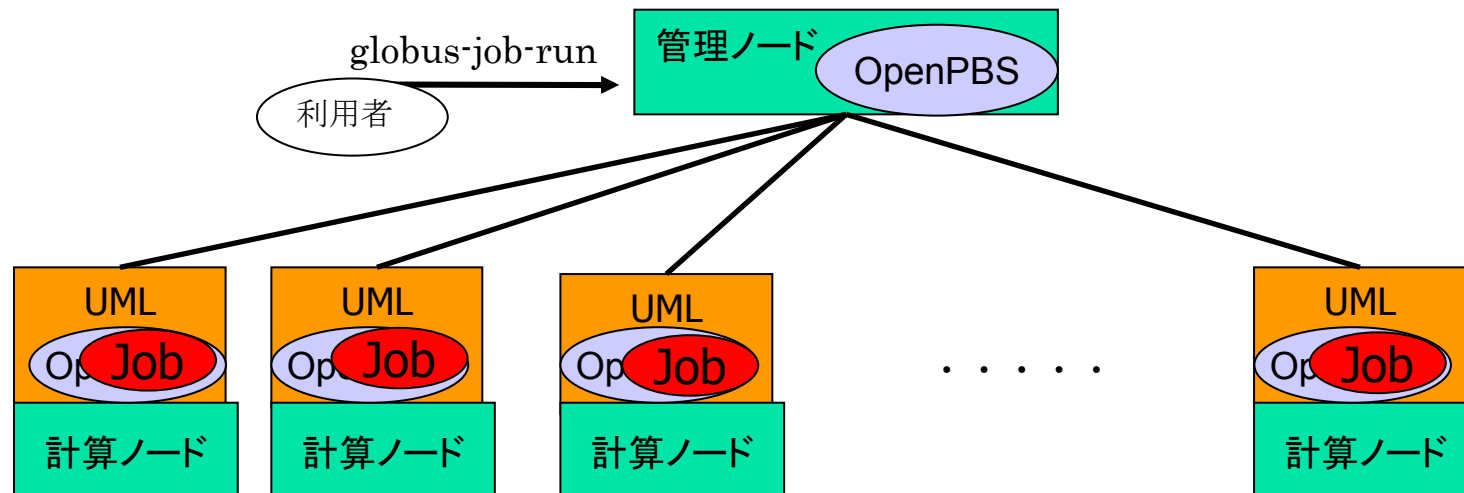 globus-job-run
管理ノード
OpenPBS
利用者
UML
UML
UML
UML
Op
Job
Op
Job
Op
Job
Op
Job
・・・・・
計算ノード
計算ノード
計算ノード
計算ノード